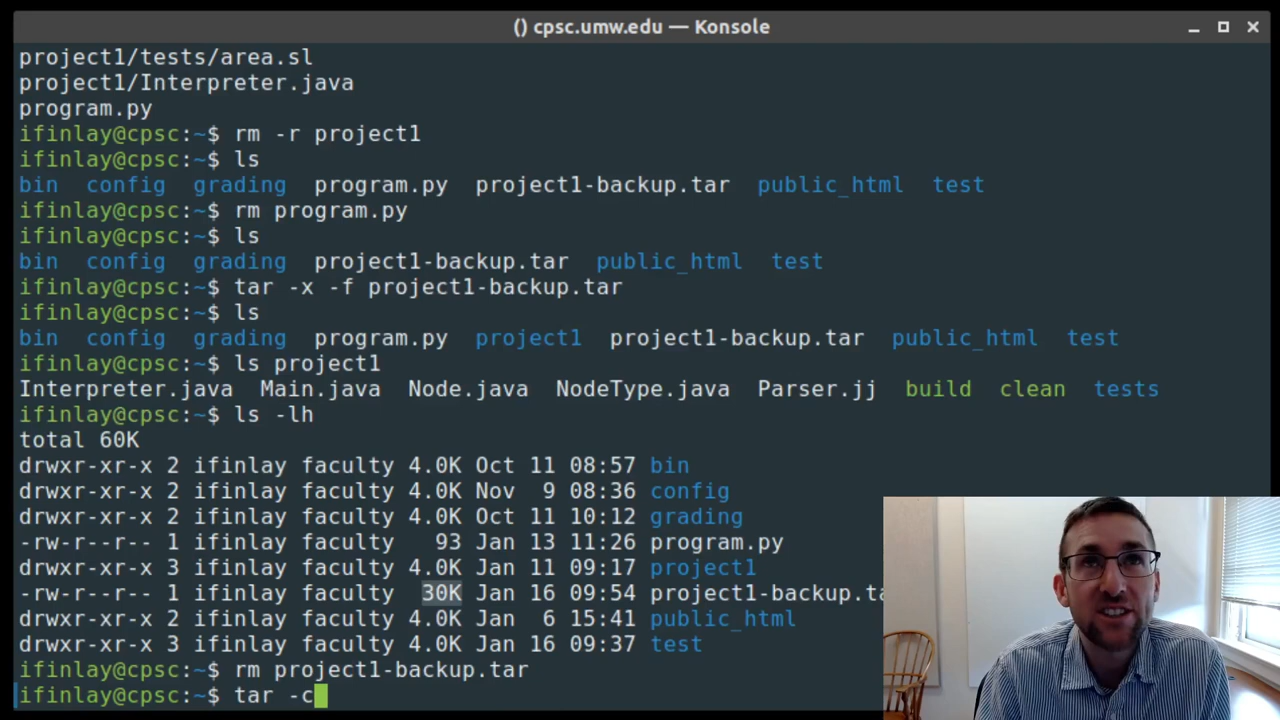 () cpsc.umw.edu — Konsole
project1/tests/area.sl
project1/Interpreter.java
program.py
ifinlay@cpsc:~$ rm -r project1
ifinlay@cpsc:~$ ls
bin config grading program.py project1-backup.tar public_html test
ifinlay@cpsc:~$ rm program.py
ifinlay@cpsc:~$ ls
bin config grading project1-backup.tar public_html test
ifinlay@cpsc:~$ tar -x -f project1-backup.tar
ifinlay@cpsc:~$ ls
bin config grading program.py project1 project1-backup.tar public_html test
ifinlay@cpsc:~$ ls project1
Interpreter.java Main.java Node.java NodeType.java Parser.jj build clean tests
ifinlay@cpsc:~$ ls -lh
total 60K
drwxr-xr-x 2 ifinlay faculty 4.0K Oct 11 08:57 bin
drwxr-xr-x 2 ifinlay faculty 4.0K Nov 9 08:36 config
drwxr-xr-x 2 ifinlay faculty 4.0K Oct 11 10:12 grading
-rw-r--r-- 1 ifinlay faculty 93 Jan 13 11:26 program.py
drwxr-xr-x 3 ifinlay faculty 4.0K Jan 11 09:17 project1
-rw-r--r-- 1 ifinlay faculty 30K Jan 16 09:54 project1-backup.ta
drwxr-xr-x 2 ifinlay faculty 4.0K Jan 6 15:41 public_html
drwxr-xr-x 3 ifinlay faculty 4.0K Jan 16 09:37 test
ifinlay@cpsc:~$ rm project1-backup.tar
ifinlay@cpsc:~$ tar -c